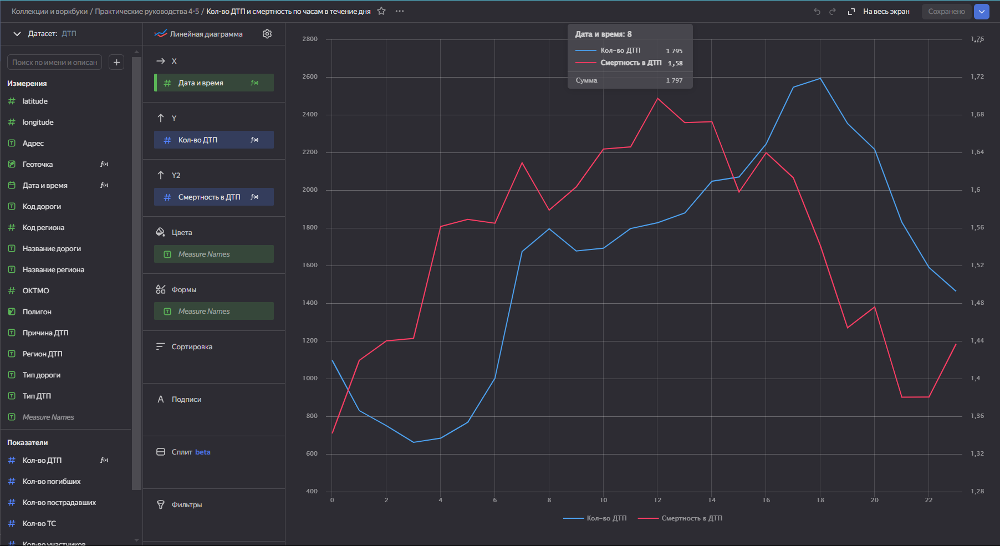 Коллекции и воркбуки / Практические руководства 4-5 / Кол-во ДТП и смертность по часам в течение дня
На весь экран
Сохранено
Датасет: ДТП
Поиск по имени и описан
Измерения
latitude
longitude
Адрес
Геоточка f(x)
Дата и время f(x)
Код дороги
Код региона
Название дороги
Название региона
ОКТМО
Полигон
Причина ДТП
Регион ДТП
Тип дороги
Тип ДТП
Measure Names
Показатели
Кол-во ДТП f(x)
Кол-во погибших
Кол-во пострадавших
Кол-во ТС
Кол-во участников
Линейная диаграмма
X
Дата и время f(x)
Y
Кол-во ДТП f(x)
Y2
Смертность в ДТП f(x)
Цвета
Measure Names
Формы
Measure Names
Сортировка
Подписи
Сплит beta
Фильтры
Дата и время: 8
Кол-во ДТП 1 795
Смертность в ДТП 1,58
Сумма 1 797
2800
2600
2400
2200
2000
1800
1600
1400
1200
1000
800
600
400
1,76
1,72
1,68
1,64
1,6
1,56
1,52
1,48
1,44
1,4
1,36
1,32
1,28
0 2 4 6 8 10 12 14 16 18 20 22
Кол-во ДТП Смертность в ДТП